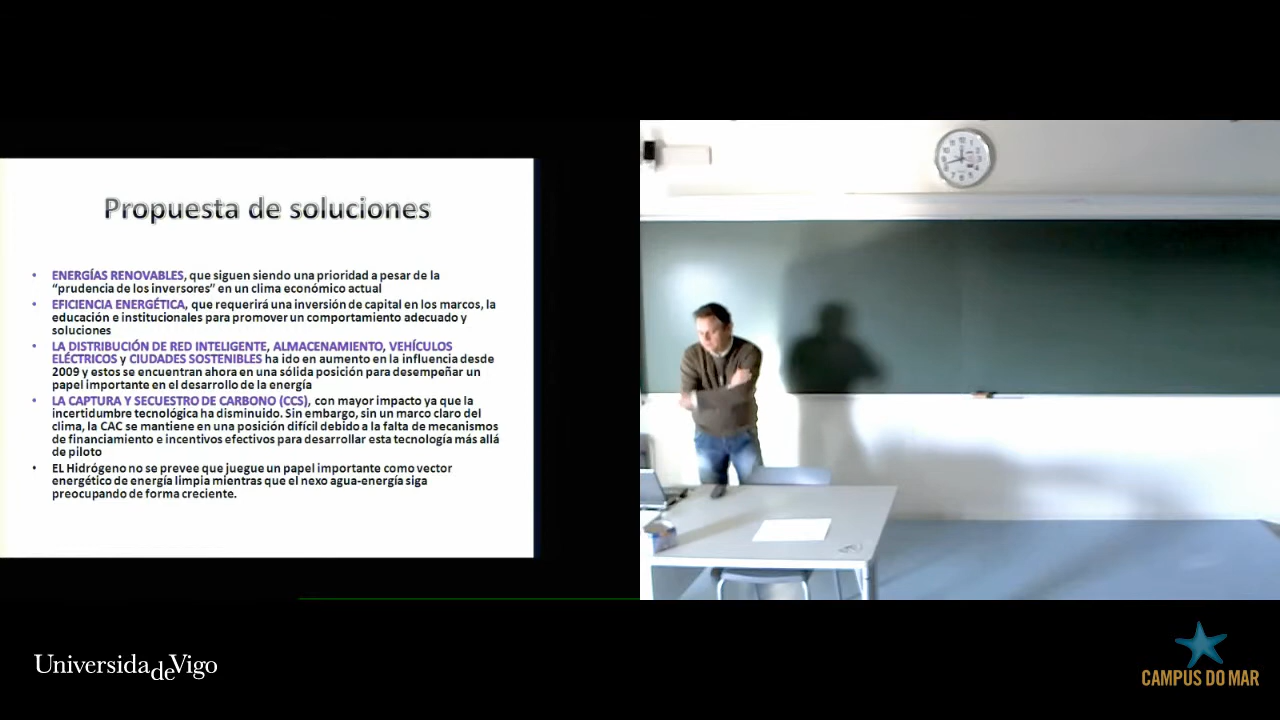 Propuesta de soluciones
• ENERGÍAS RENOVABLES, que siguen siendo una prioridad a pesar de la
“prudencia de los inversores” en un clima económico actual
• EFICIENCIA ENERGÉTICA, que requerirá una inversión de capital en los marcos, la
educación e institucionales para promover un comportamiento adecuado y
soluciones
• LA DISTRIBUCIÓN DE RED INTELIGENTE, ALMACENAMIENTO, VEHÍCULOS
ELÉCTRICOS y CIUDADES SOSTENIBLES ha ido en aumento en la influencia desde
2009 y estos se encuentran ahora en una sólida posición para desempeñar un
papel importante en el desarrollo de la energía
• LA CAPTURA Y SECUESTRO DE CARBONO (CCS), con mayor impacto ya que la
incertidumbre tecnológica ha disminuido. Sin embargo, sin un marco claro del
clima, la CAC se mantiene en una posición difícil debido a la falta de mecanismos
de financiamiento e incentivos efectivos para desarrollar esta tecnología más allá
de piloto
• EL Hidrógeno no se prevee que juegue un papel importante como vector
energético de energía limpia mientras que el nexo agua-energía siga
preocupando de forma creciente.
UniversidadeVigo
CAMPUS DO MAR